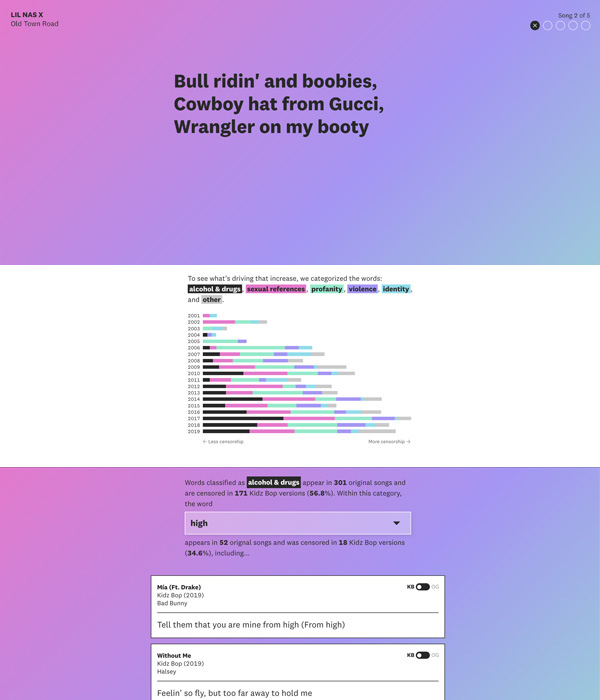 LIL NAS X
Old Town Road
Song 2 of 5
Bull ridin' and boobies,
Cowboy hat from Gucci,
Wrangler on my booty
To see what's driving that increase, we categorized the words:
alcohol & drugs, sexual references, profanity, violence, identity,
and other.
2001
2002
2003
2004
2005
2006
2007
2008
2009
2010
2011
2012
2013
2014
2015
2016
2017
2018
2019
← Less censorship
More censorship →
Words classified as alcohol & drugs appear in 301 original songs and
are censored in 171 Kidz Bop versions (56.8%). Within this category,
the word
high
appears in 52 orignal songs and was censored in 18 Kidz Bop versions
(34.6%), including...
Mia (Ft. Drake)
Kidz Bop (2019)
Bad Bunny
KB OG
Tell them that you are mine from high (From high)
Without Me
Kidz Bop (2019)
Halsey
KB OG
Feelin' so fly, but too far away to hold me